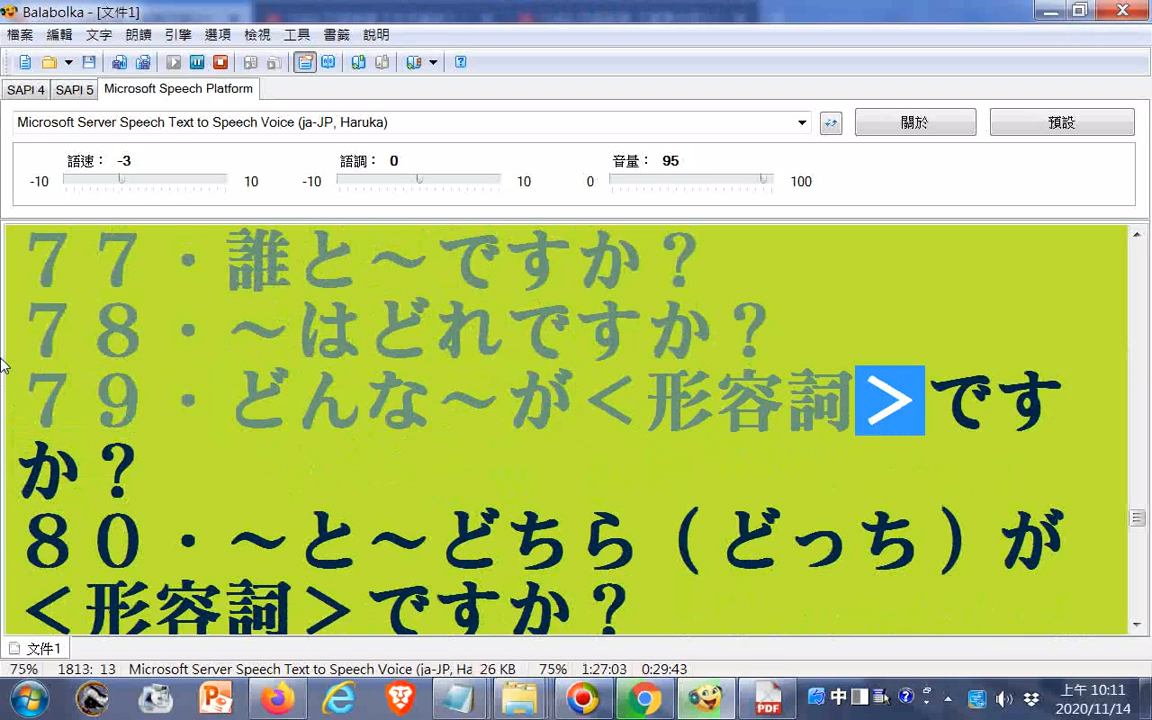 Balabolka - [文件1]
檔案 編輯 文字 朗讀 引擎 選項 檢視 工具 書籤 說明
SAPI 4 SAPI 5 Microsoft Speech Platform
Microsoft Server Speech Text to Speech Voice (ja-JP, Haruka) 關於 預設
語速： -3 語調： 0 音量： 95
-10 10 -10 10 0 100
７７・誰と～ですか？
７８・～はどれですか？
７９・どんな～が＜形容詞＞です
か？
８０・～と～どちら（どっち）が
＜形容詞＞ですか？
文件1
75% 1813: 13 Microsoft Server Speech Text to Speech Voice (ja-JP, Ha 26 KB 75% 1:27:03 0:29:43
中
PDF
上午 10:11
2020/11/14